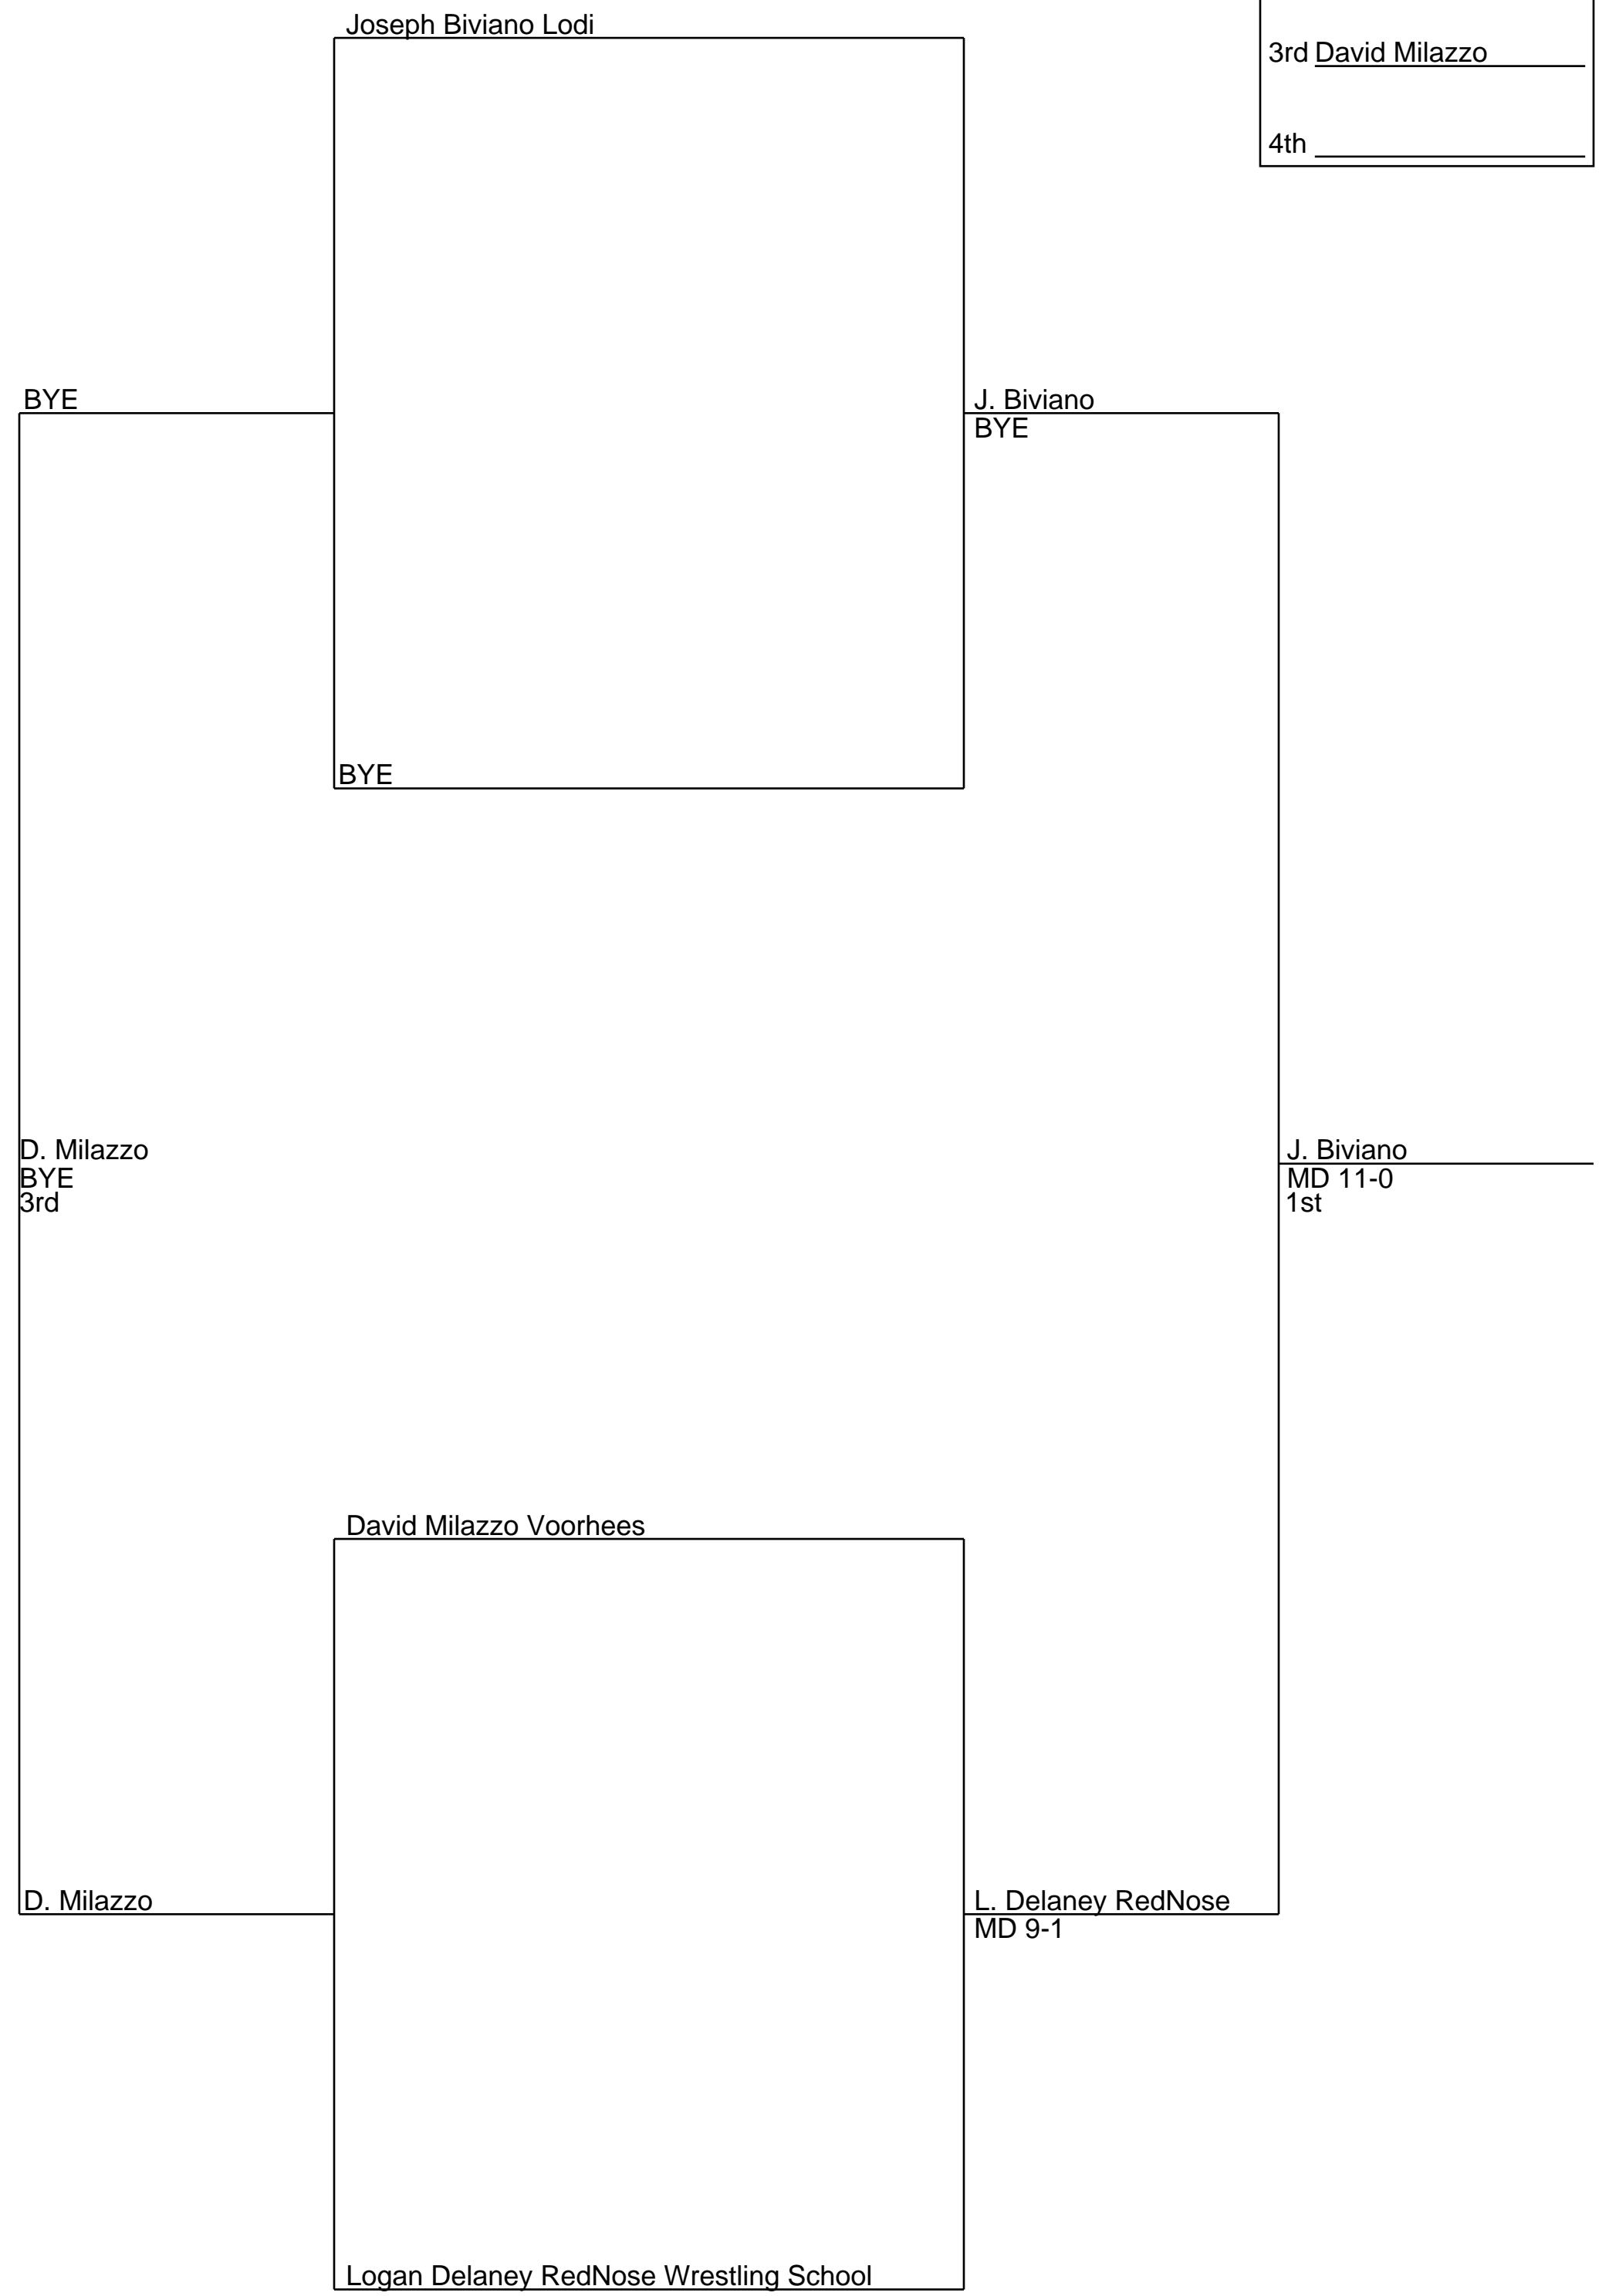 Joseph Biviano Lodi
3rd David Milazzo
4th
BYE
J. Biviano
BYE
BYE
D. Milazzo
BYE
3rd
J. Biviano
MD 11-0
1st
David Milazzo Voorhees
D. Milazzo
L. Delaney RedNose
MD 9-1
Logan Delaney RedNose Wrestling School